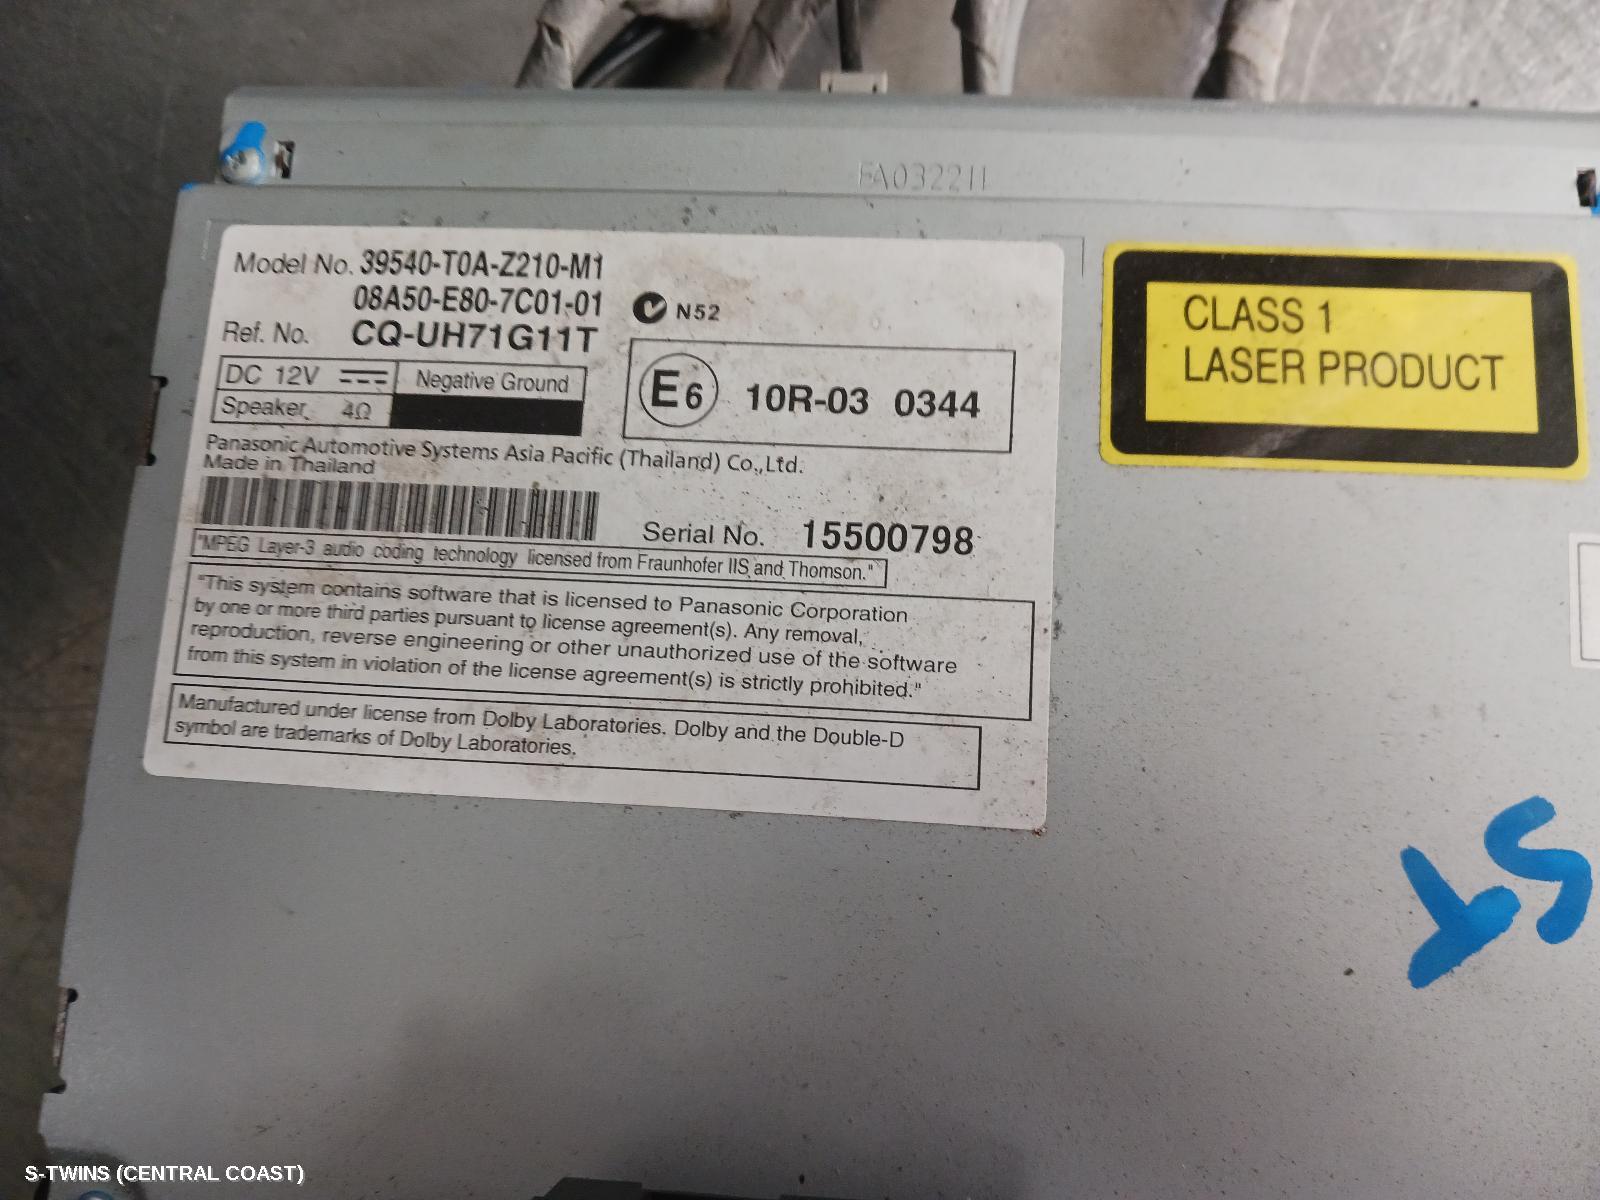 FA032211
Model No. 39540-T0A-Z210-M1
08A50-E80-7C01-01
N52
Ref. No. CQ-UH71G11T
DC 12V
Negative Ground
Speaker 4Ω
E6 10R-03 0344
Panasonic Automotive Systems Asia Pacific (Thailand) Co.,Ltd.
Made in Thailand
Serial No. 15500798
"MPEG Layer-3 audio coding technology licensed from Fraunhofer IIS and Thomson."
"This system contains software that is licensed to Panasonic Corporation
by one or more third parties pursuant to license agreement(s). Any removal,
reproduction, reverse engineering or other unauthorized use of the software
from this system in violation of the license agreement(s) is strictly prohibited."
Manufactured under license from Dolby Laboratories. Dolby and the Double-D
symbol are trademarks of Dolby Laboratories.
CLASS 1
LASER PRODUCT
S-TWINS (CENTRAL COAST)